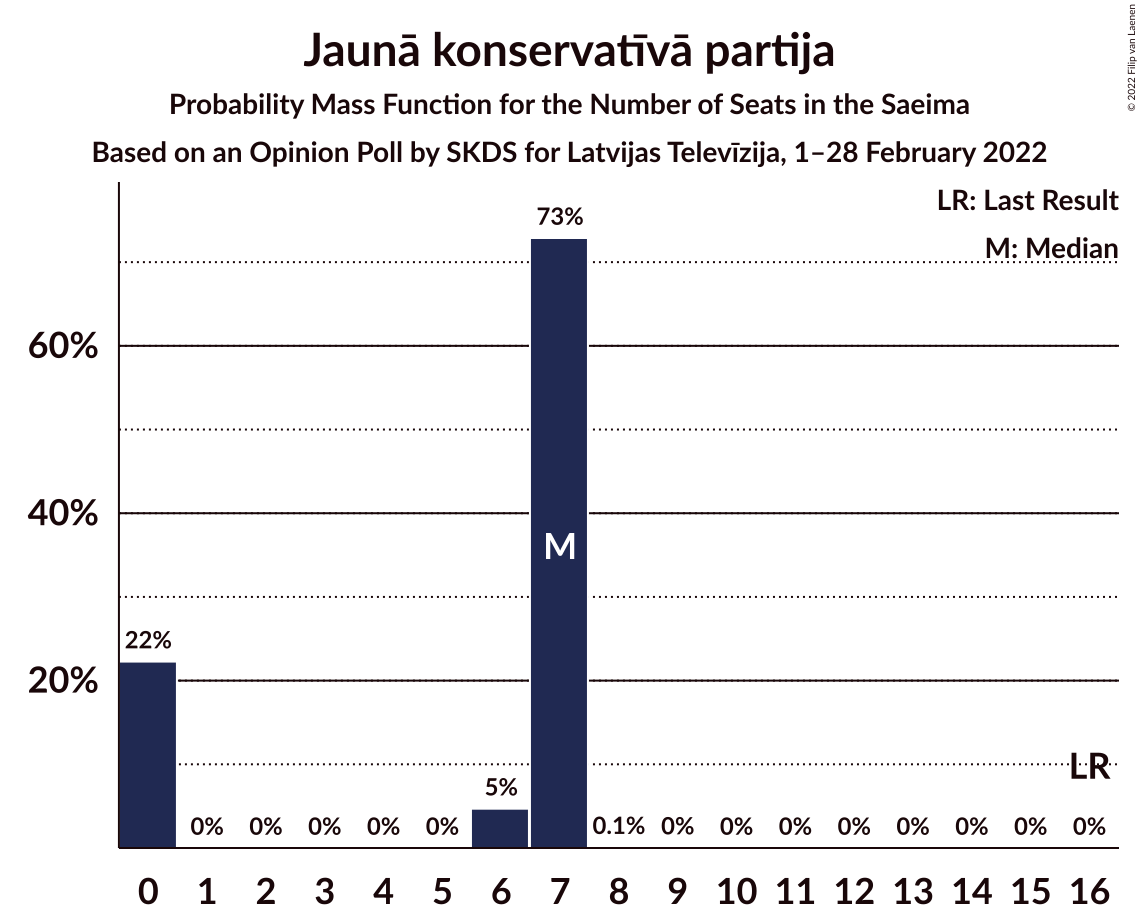 Jaunā konservatīvā partija
Probability Mass Function for the Number of Seats in the Saeima
Based on an Opinion Poll by SKDS for Latvijas Televīzija, 1–28 February 2022
© 2022 Filip van Laenen
LR: Last Result
M: Median
73%
60%
40%
M
22%
20%
LR
5%
0% 0% 0% 0% 0% 0.1% 0% 0% 0% 0% 0% 0% 0% 0%
0 1 2 3 4 5 6 7 8 9 10 11 12 13 14 15 16